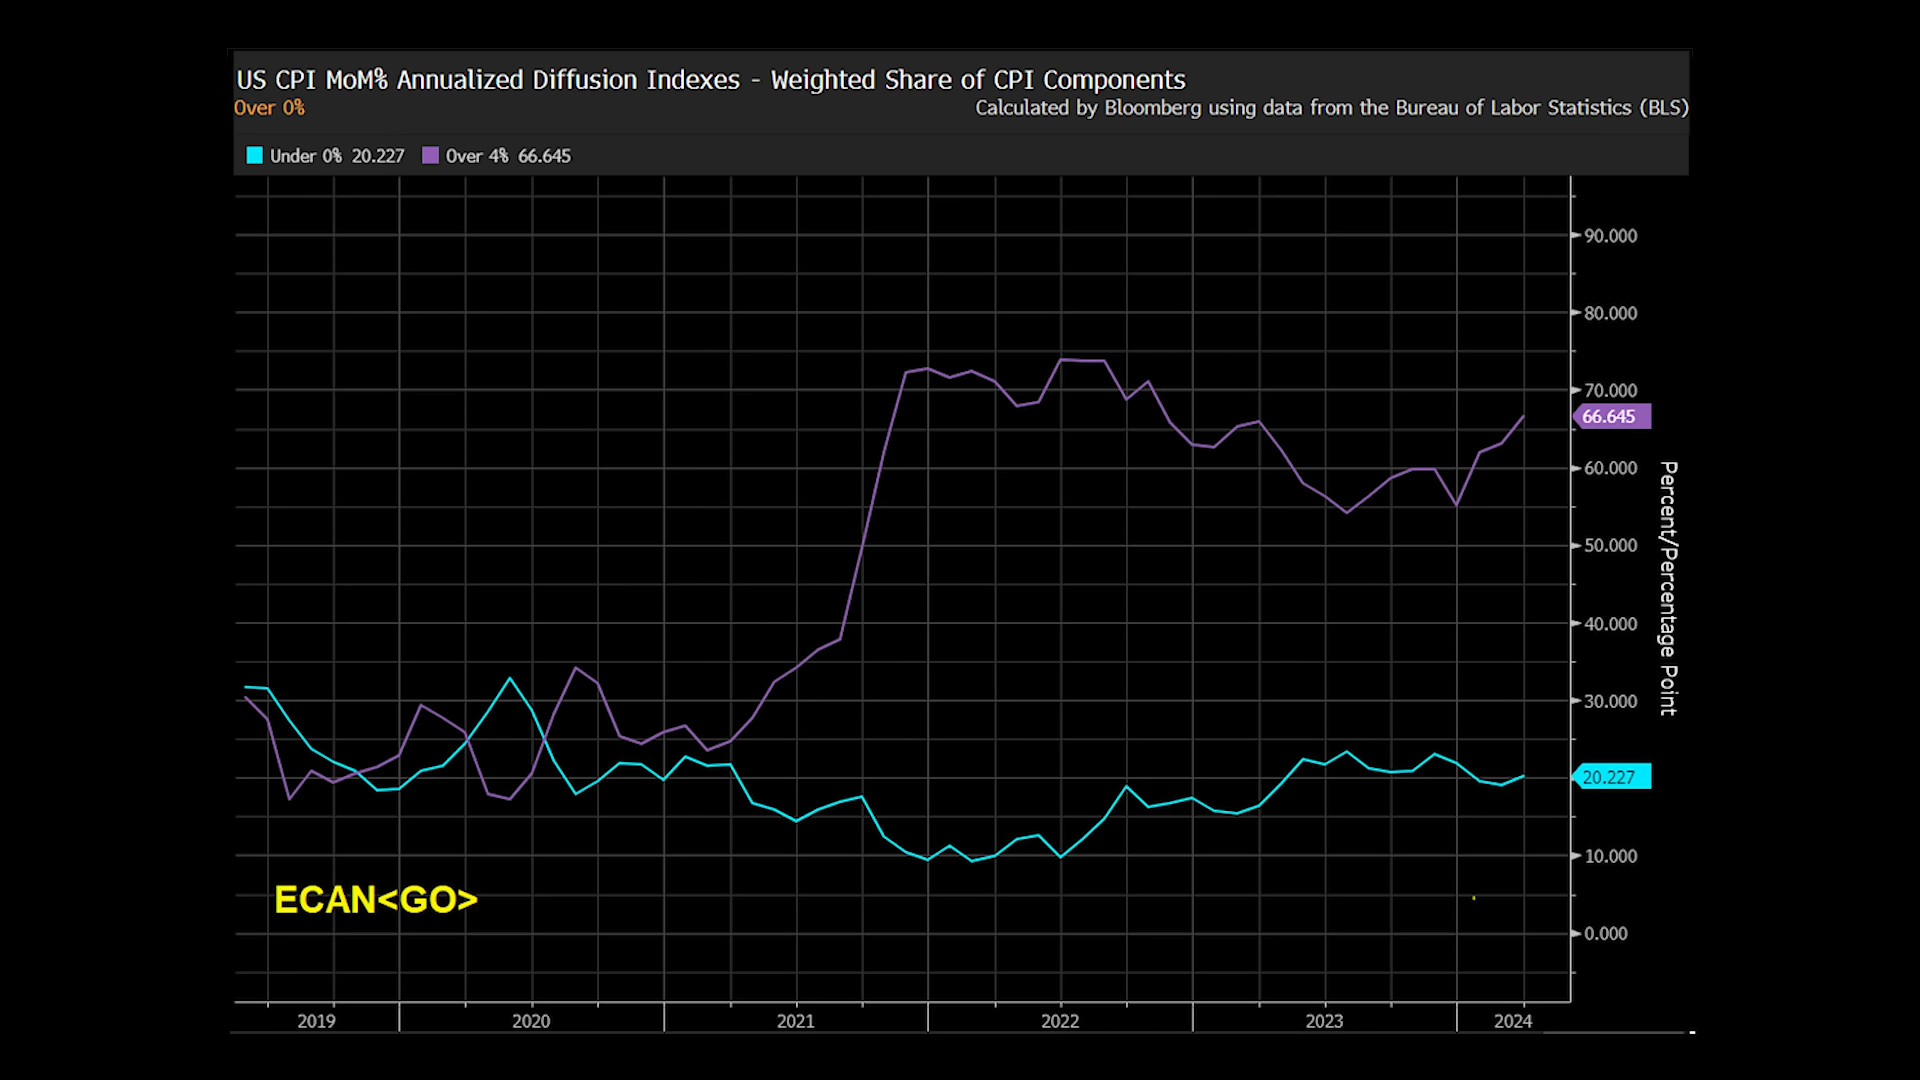 US CPI MoM% Annualized Diffusion Indexes - Weighted Share of CPI Components
Over 0%
Calculated by Bloomberg using data from the Bureau of Labor Statistics (BLS)
Under 0% 20.227 Over 4% 66.645
90.000
80.000
70.000
66.645
60.000
50.000
40.000
30.000
20.227
10.000
0.000
Percent/Percentage Point
ECAN<GO>
2019 2020 2021 2022 2023 2024